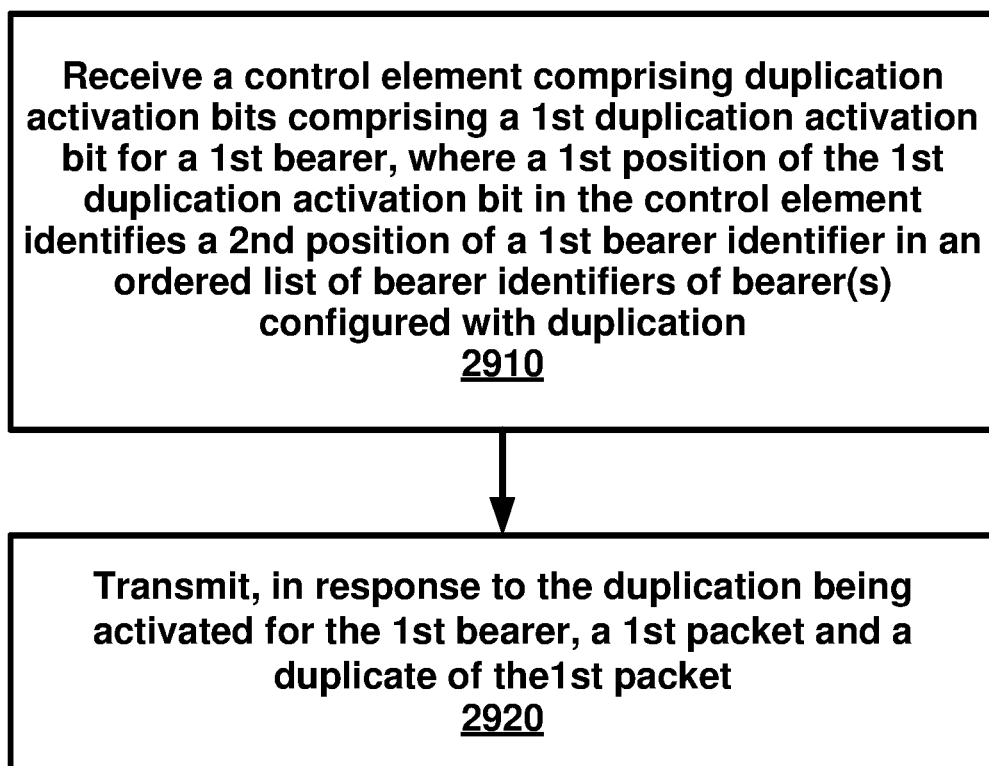 Receive a control element comprising duplication
activation bits comprising a 1st duplication activation
bit for a 1st bearer, where a 1st position of the 1st
duplication activation bit in the control element
identifies a 2nd position of a 1st bearer identifier in an
ordered list of bearer identifiers of bearer(s)
configured with duplication
2910
Transmit, in response to the duplication being
activated for the 1st bearer, a 1st packet and a
duplicate of the1st packet
2920